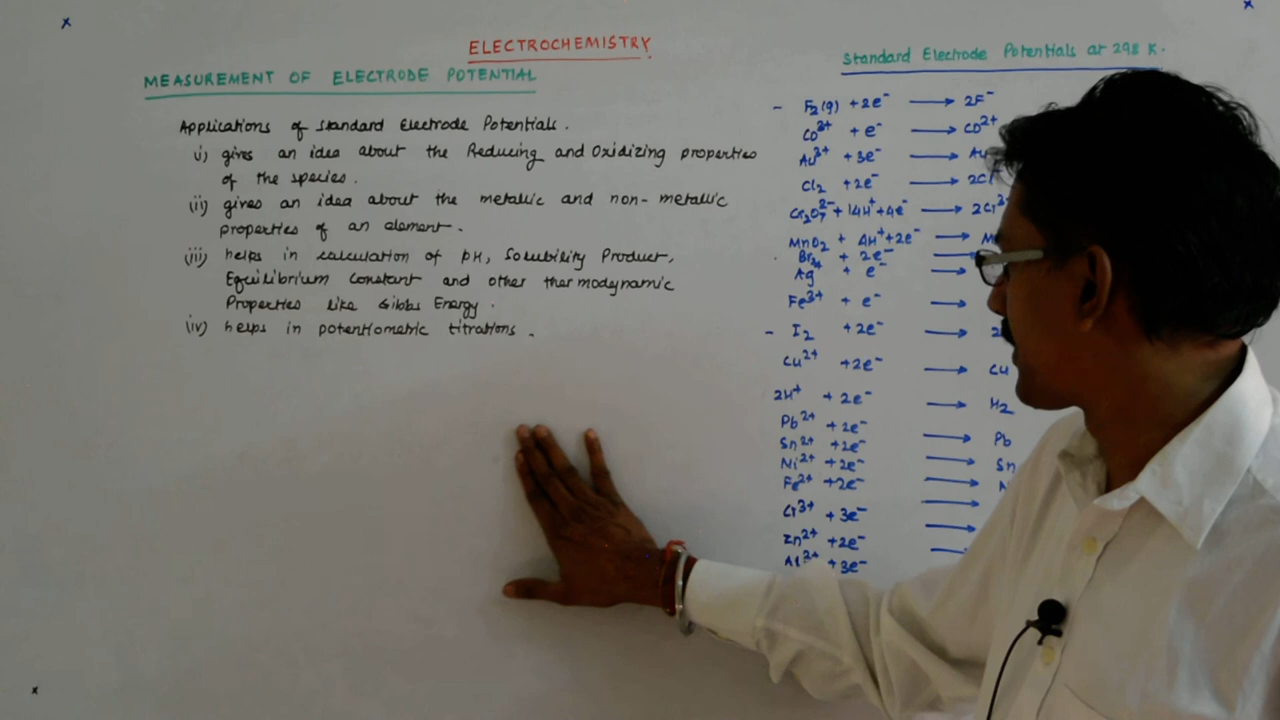 ELECTROCHEMISTRY
MEASUREMENT OF ELECTRODE POTENTIAL
Applications of Standard Electrode Potentials.
i) gives an idea about the Reducing and Oxidizing properties
of the species.
(ii) gives an idea about the metallic and non-metallic
properties of an element.
(iii) helps in calculation of pH, Solubility Product,
Equilibrium Constant and other thermodynamic
Properties like Gibbs Energy.
(iv) helps in potentiometric titrations.
Standard Electrode Potentials at 298 K.
- F₂(g) + 2e⁻ → 2F⁻
Co³⁺ + e⁻ → Co²⁺
Au³⁺ + 3e⁻ → Au
Cl₂ + 2e⁻ → 2Cl
Cr₂O₇²⁻ + 14H⁺ + 4e⁻ → 2Cr³⁺
MnO₂ + 4H⁺ + 2e⁻ → M
Br₂ + 2e⁻ →
Ag⁺ + e⁻ →
Fe³⁺ + e⁻ →
- I₂ + 2e⁻ → 2
Cu²⁺ + 2e⁻ → Cu
2H⁺ + 2e⁻ → H₂
Pb²⁺ + 2e⁻ → Pb
Sn²⁺ + 2e⁻ → Sn
Ni²⁺ + 2e⁻ → N
Fe²⁺ + 2e⁻ →
Cr³⁺ + 3e⁻ →
Zn²⁺ + 2e⁻ →
Al³⁺ + 3e⁻